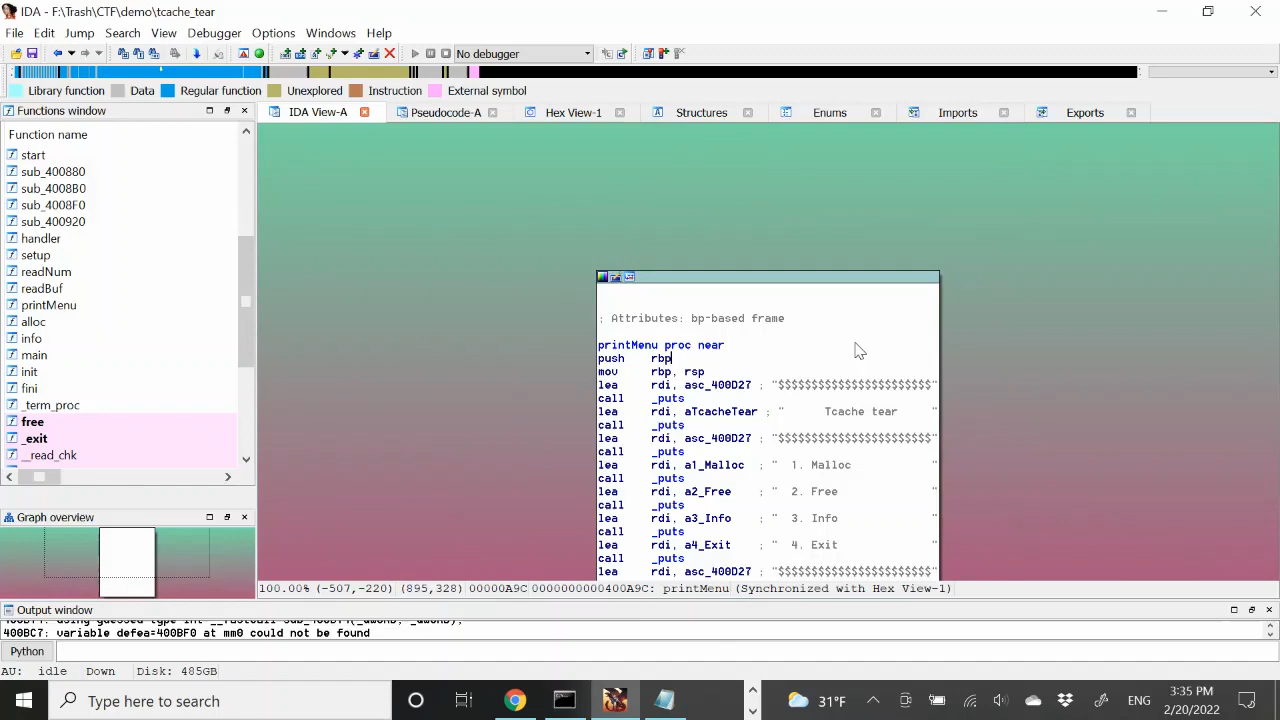 IDA - F:\Trash\CTF\demo\tcache_tear
File Edit Jump Search View Debugger Options Windows Help
No debugger
Library function Data Regular function Unexplored Instruction External symbol
Functions window
IDA View-A Pseudocode-A Hex View-1 Structures Enums Imports Exports
Function name
start
sub_400880
sub_4008B0
sub_4008F0
sub_400920
handler
setup
readNum
readBuf
printMenu
alloc
info
main
init
fini
_term_proc
free
_exit
__read_chk
; Attributes: bp-based frame
printMenu proc near
push rbp
mov rbp, rsp
lea rdi, asc_400D27 ; "$$$$$$$$$$$$$$$$$$$$$$$"
call _puts
lea rdi, aTcacheTear ; " Tcache tear "
call _puts
lea rdi, asc_400D27 ; "$$$$$$$$$$$$$$$$$$$$$$$"
call _puts
lea rdi, a1_Malloc ; " 1. Malloc "
call _puts
lea rdi, a2_Free ; " 2. Free "
call _puts
lea rdi, a3_Info ; " 3. Info "
call _puts
lea rdi, a4_Exit ; " 4. Exit "
call _puts
lea rdi, asc_400D27 ; "$$$$$$$$$$$$$$$$$$$$$$$"
Graph overview
100.00% (-507,-220) (895,328) 00000A9C 0000000000400A9C: printMenu (Synchronized with Hex View-1)
Output window
400BC7: variable defea=400BF0 at mm0 could not be found
Python
AU: idle Down Disk: 485GB
Type here to search
31°F
ENG
3:35 PM
2/20/2022